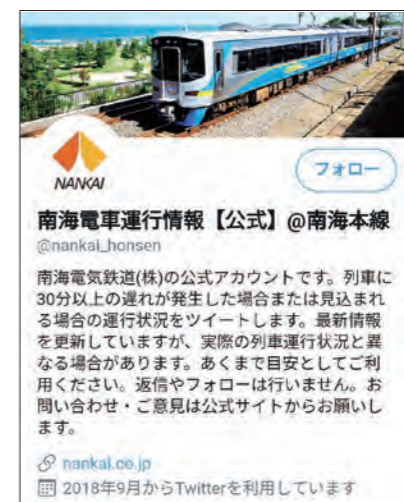 NANKAI
フォロー
南海電車運行情報【公式】@南海本線
@nankai_honsen
南海電気鉄道(株)の公式アカウントです。列車に
30分以上の遅れが発生した場合または見込まれ
る場合の運行状況をツイートします。最新情報
を更新していますが、実際の列車運行状況と異
なる場合があります。あくまで目安としてご利
用ください。返信やフォローは行いません。お
問い合わせ・ご意見は公式サイトからお願いし
ます。
nankai.co.jp
2018年9月からTwitterを利用しています